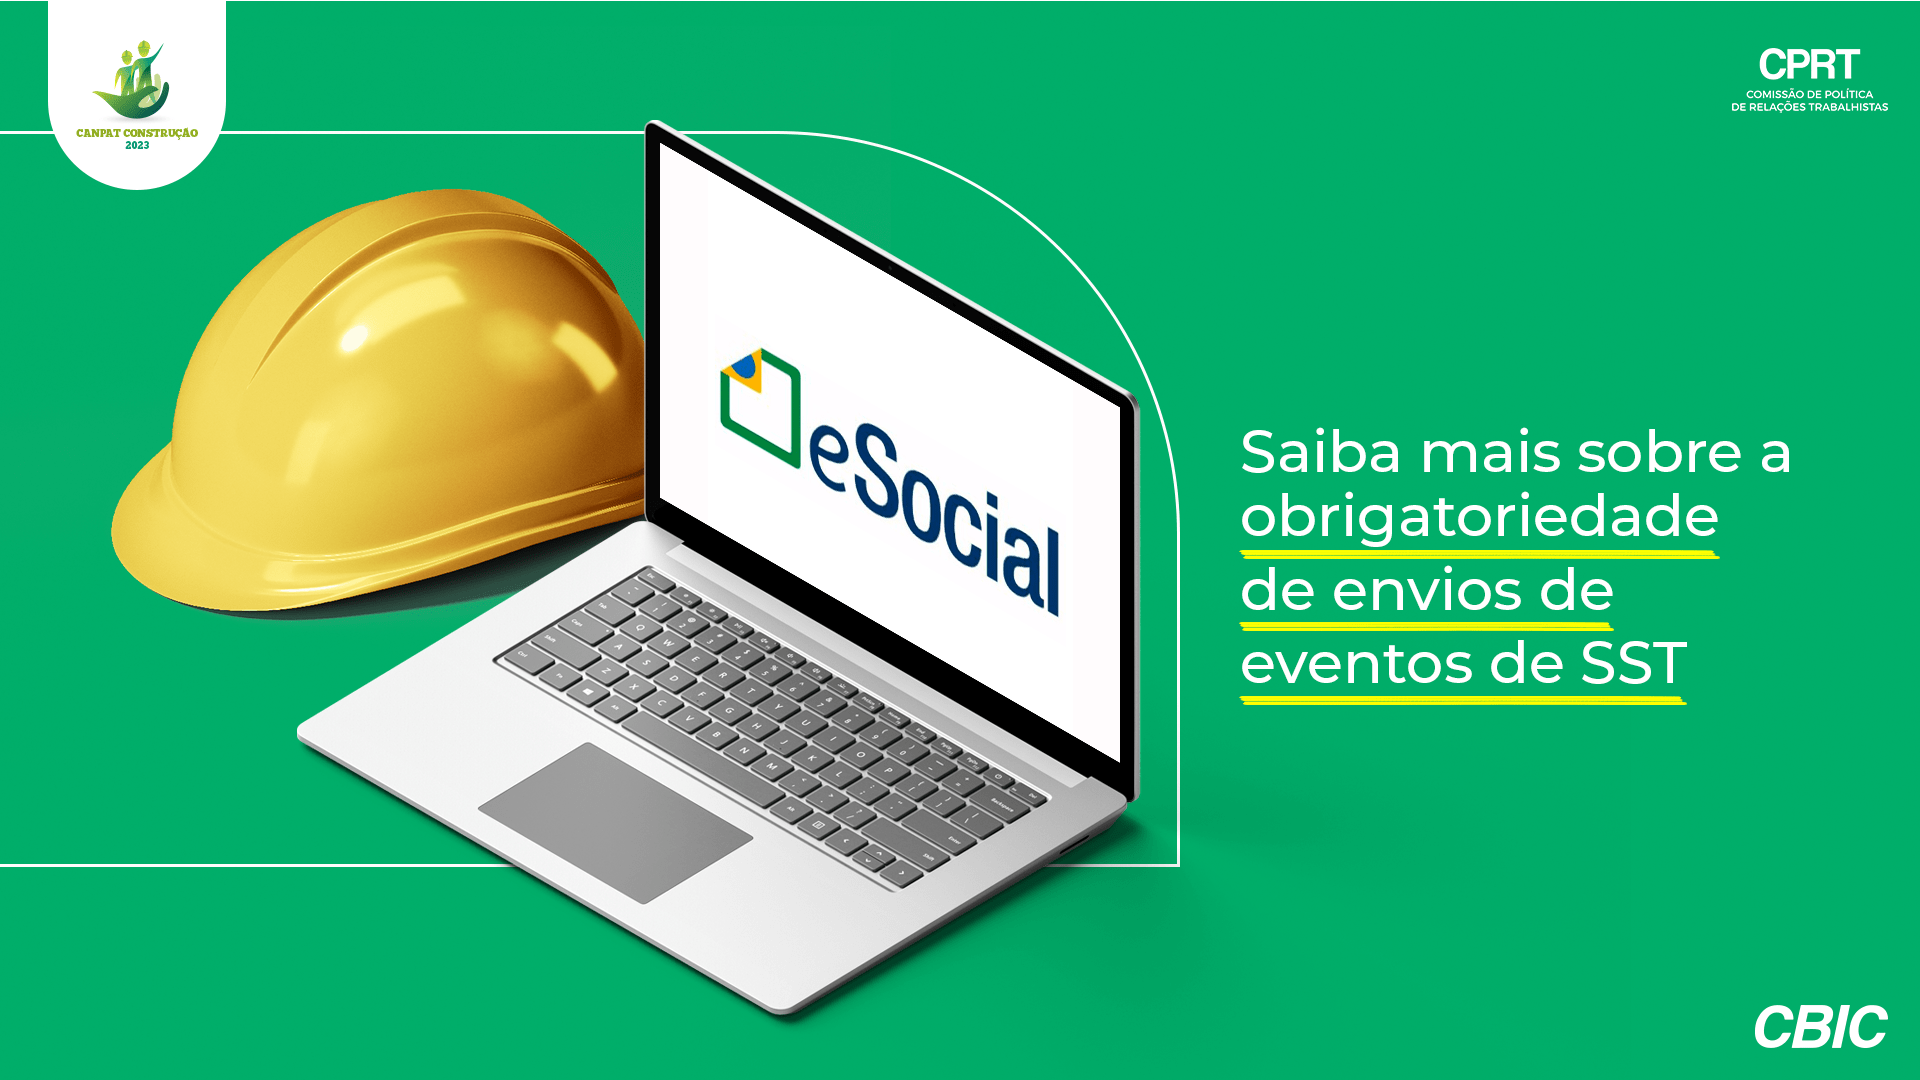 CANPAT CONSTRUÇÃO
2023
CPRT
COMISSÃO DE POLÍTICA
DE RELAÇÕES TRABALHISTAS
eSocial
Saiba mais sobre a
obrigatoriedade
de envios de
eventos de SST
CBIC